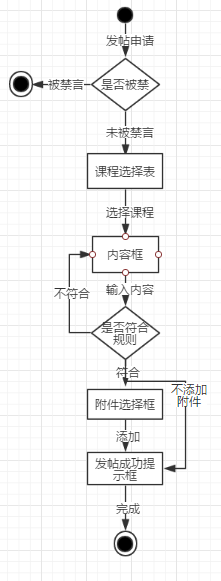 发帖申请
是否被禁
被禁言
未被禁言
课程选择表
选择课程
内容框
输入内容
不符合
是否符合
规则
符合
不添加
附件
附件选择框
添加
发帖成功提
示框
完成